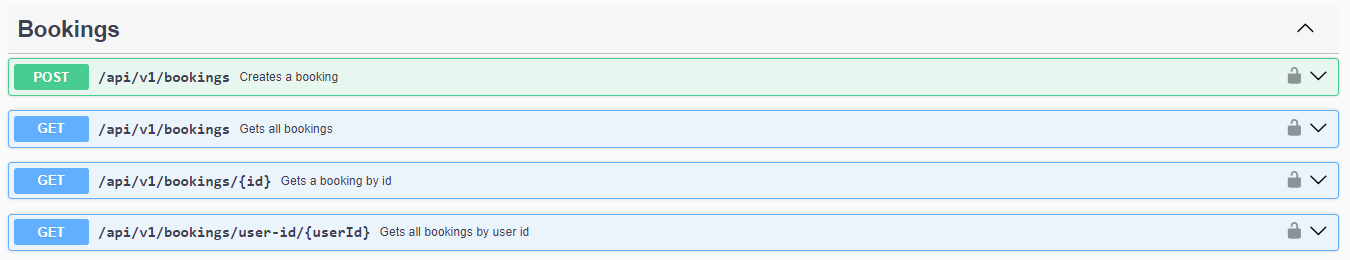 Bookings
POST /api/v1/bookings Creates a booking
GET /api/v1/bookings Gets all bookings
GET /api/v1/bookings/{id} Gets a booking by id
GET /api/v1/bookings/user-id/{userId} Gets all bookings by user id